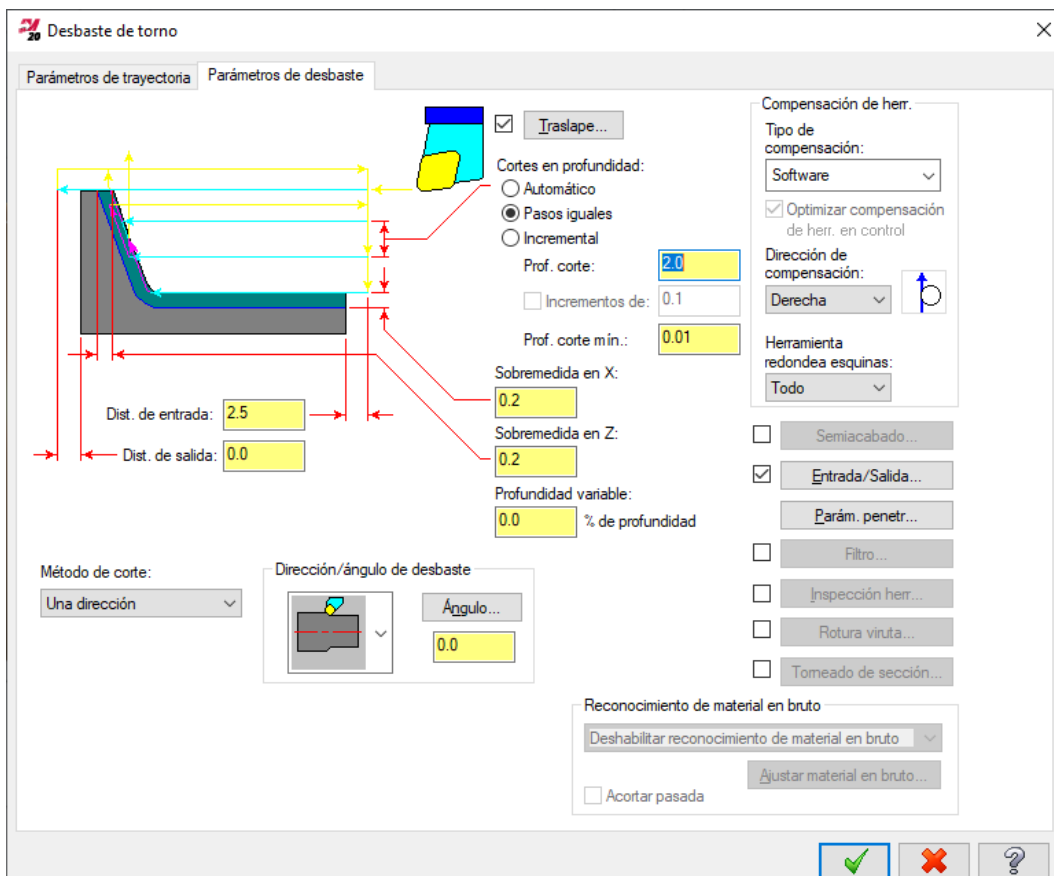 20 Desbaste de torno
Parámetros de trayectoria
Parámetros de desbaste
Traslape...
Cortes en profundidad:
Automático
Pasos iguales
Incremental
Prof. corte:
2.0
Incrementos de:
0.1
Prof. corte mín.:
0.01
Sobremedida en X:
0.2
Sobremedida en Z:
0.2
Profundidad variable:
0.0
% de profundidad
Dist. de entrada:
2.5
Dist. de salida:
0.0
Método de corte:
Una dirección
Dirección/ángulo de desbaste
Ángulo...
0.0
Compensación de herr.
Tipo de
compensación:
Software
Optimizar compensación
de herr. en control
Dirección de
compensación:
Derecha
Herramienta
redondea esquinas:
Todo
Semiacabado...
Entrada/Salida...
Parám. penetr...
Filtro...
Inspección herr...
Rotura viruta...
Torneado de sección...
Reconocimiento de material en bruto
Deshabilitar reconocimiento de material en bruto
Ajustar material en bruto...
Acortar pasada